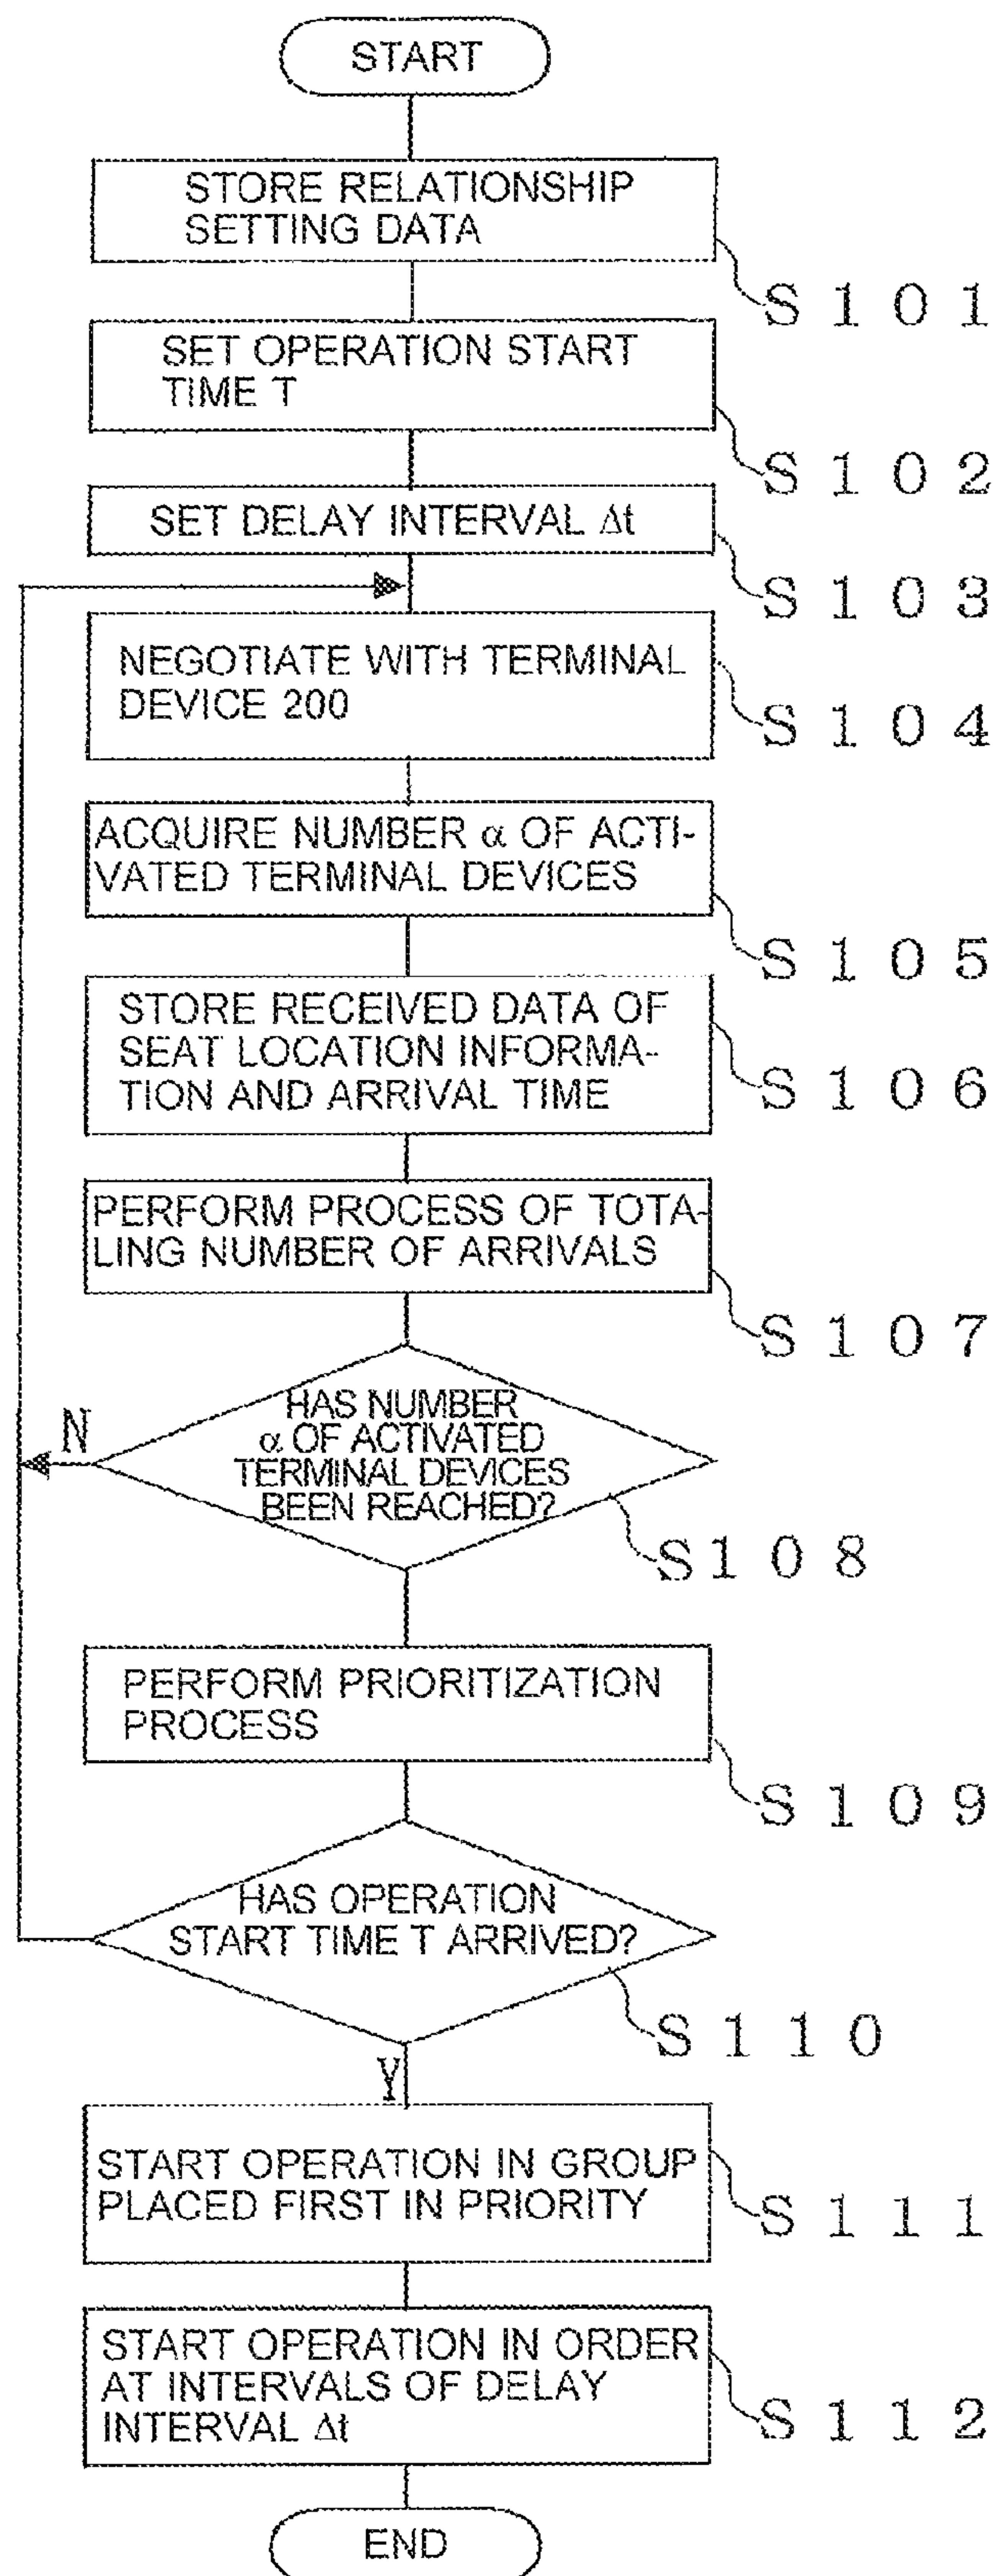 START
STORE RELATIONSHIP
SETTING DATA
S101
SET OPERATION START
TIME T
S102
SET DELAY INTERVAL Δt
S103
NEGOTIATE WITH TERMINAL
DEVICE 200
S104
ACQUIRE NUMBER α OF ACTI-
VATED TERMINAL DEVICES
S105
STORE RECEIVED DATA OF
SEAT LOCATION INFORMA-
TION AND ARRIVAL TIME
S106
PERFORM PROCESS OF TOTA-
LING NUMBER OF ARRIVALS
S107
HAS NUMBER
α OF ACTIVATED
TERMINAL DEVICES
BEEN REACHED?
N
S108
PERFORM PRIORITIZATION
PROCESS
S109
HAS OPERATION
START TIME T ARRIVED?
S110
Y
START OPERATION IN GROUP
PLACED FIRST IN PRIORITY
S111
START OPERATION IN ORDER
AT INTERVALS OF DELAY
INTERVAL Δt
S112
END